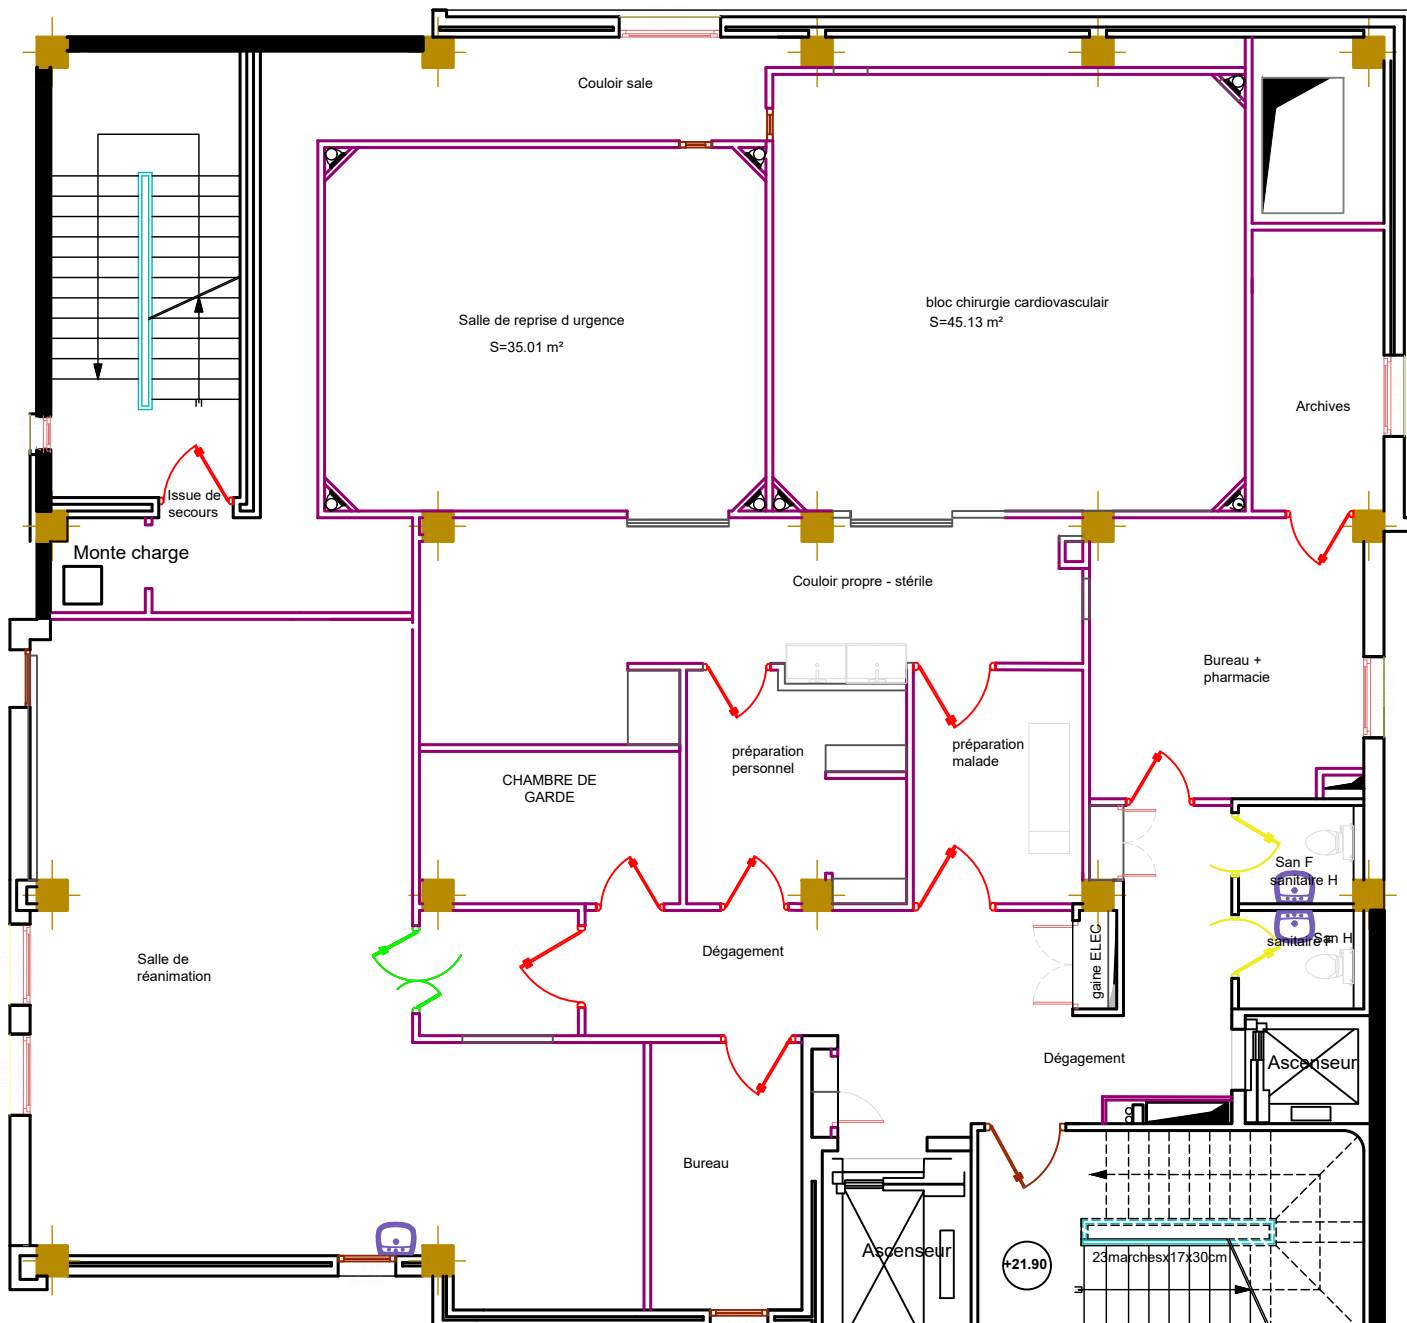 Couloir sale
bloc chirurgie cardiovasculair
S=45.13 m²
Salle de reprise d urgence
S=35.01 m²
Archives
Issue de
secours
Monte charge
Couloir propre - stérile
Bureau +
pharmacie
préparation
personnel
préparation
malade
CHAMBRE DE
GARDE
San F
sanitaire H
sanitaire F
San H
Salle de
réanimation
Dégagement
gaine ELEC
Dégagement
Ascenseur
Bureau
Ascenseur
+21.90
23marchesx17x30cm